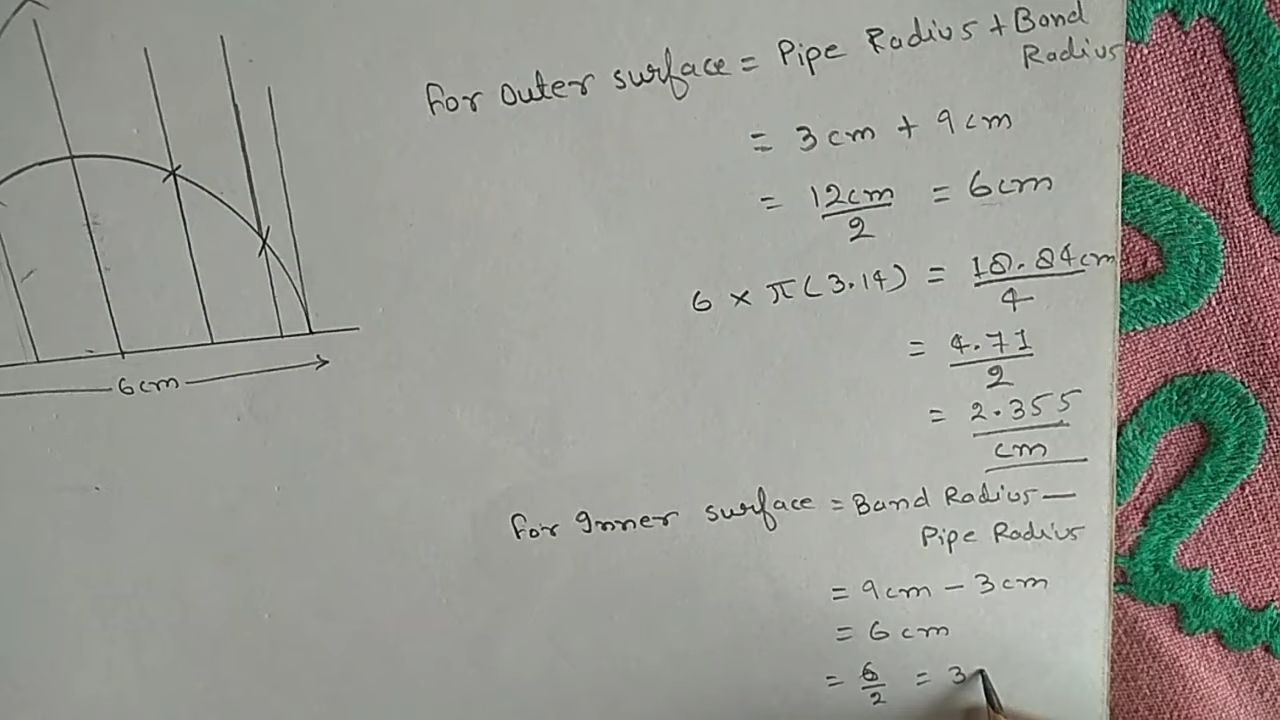 For Outer surface = Pipe Radius + Band
Radius
= 3cm + 9cm
= 12cm/2 = 6cm
6 × π(3.14) = 18.84cm/4
= 4.71/2
= 2.355
cm
For Inner surface = Band Radius —
Pipe Radius
= 9cm - 3cm
= 6cm
= 6/2 = 3
6cm